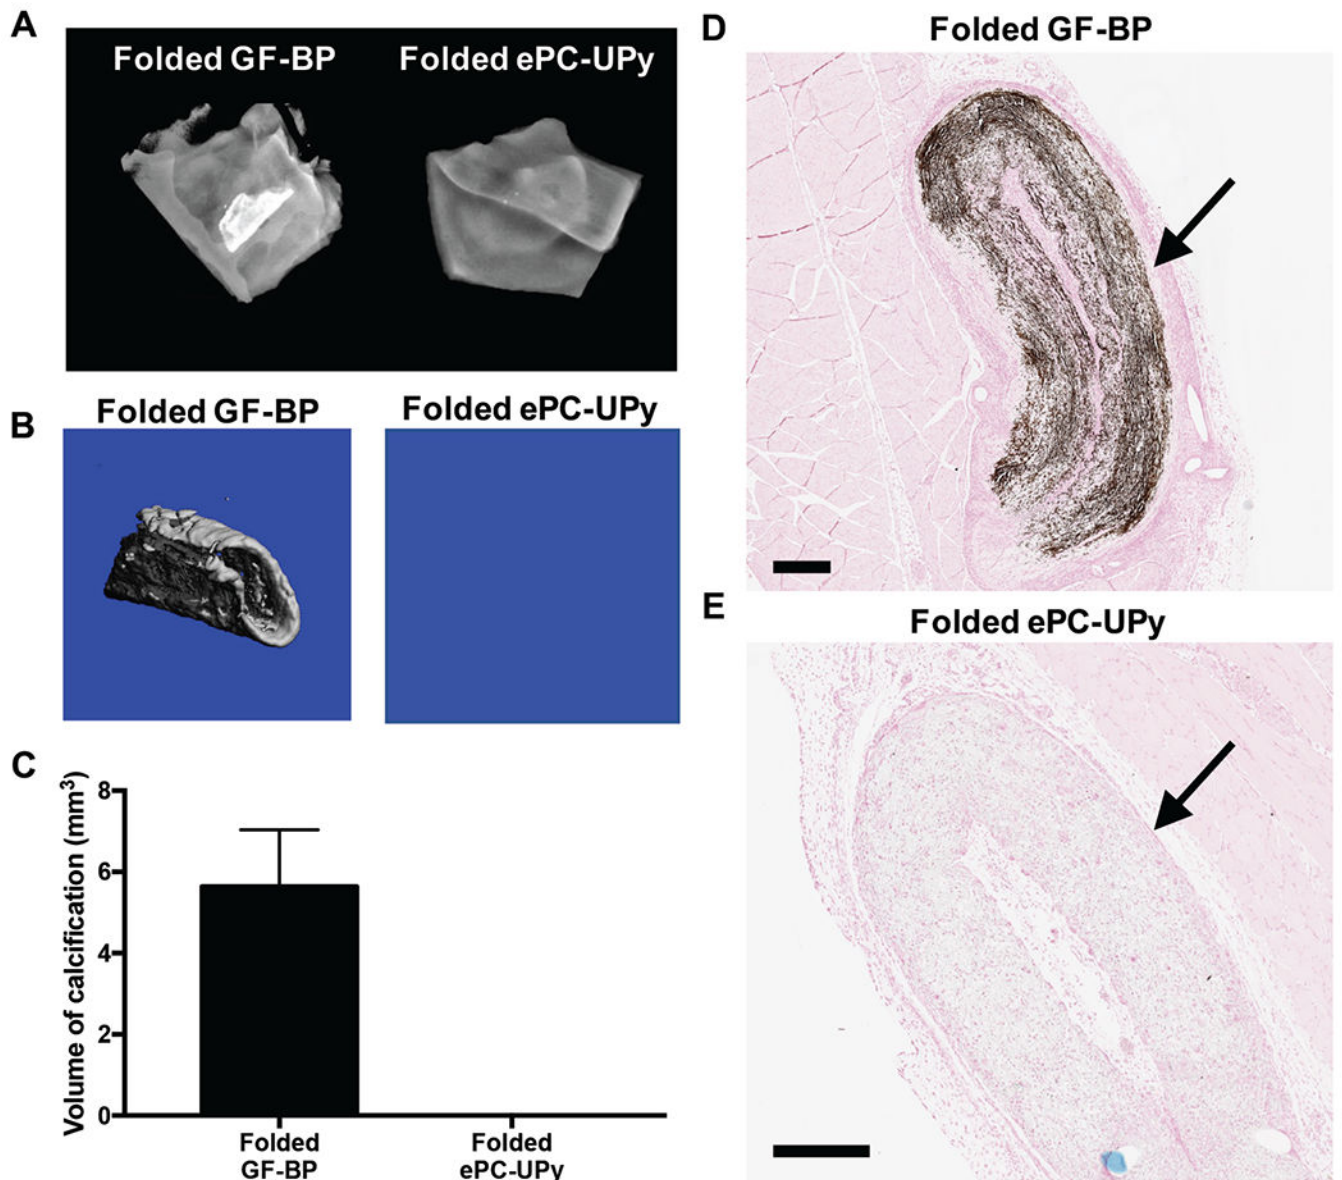 A
Folded GF-BP
Folded ePC-UPy
B
Folded GF-BP
Folded ePC-UPy
C
Volume of calcification (mm³)
8
6
4
2
0
Folded
GF-BP
Folded
ePC-UPy
D
Folded GF-BP
E
Folded ePC-UPy